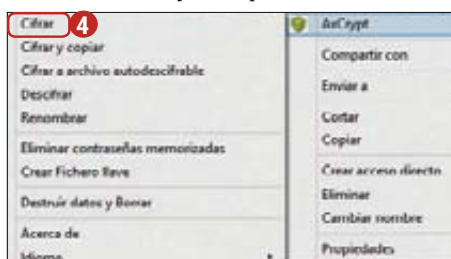 Cifrar 4
Cifrar y copiar
Cifrar a archivo autodescifrable
Descifrar
Renombrar
Eliminar contraseñas memorizadas
Crear Fichero llave
Destruir datos y Borrar
Acerca de
Idioma
AxCrypt
Compartir con
Enviar a
Cortar
Copiar
Crear acceso directo
Eliminar
Cambiar nombre
Propiedades